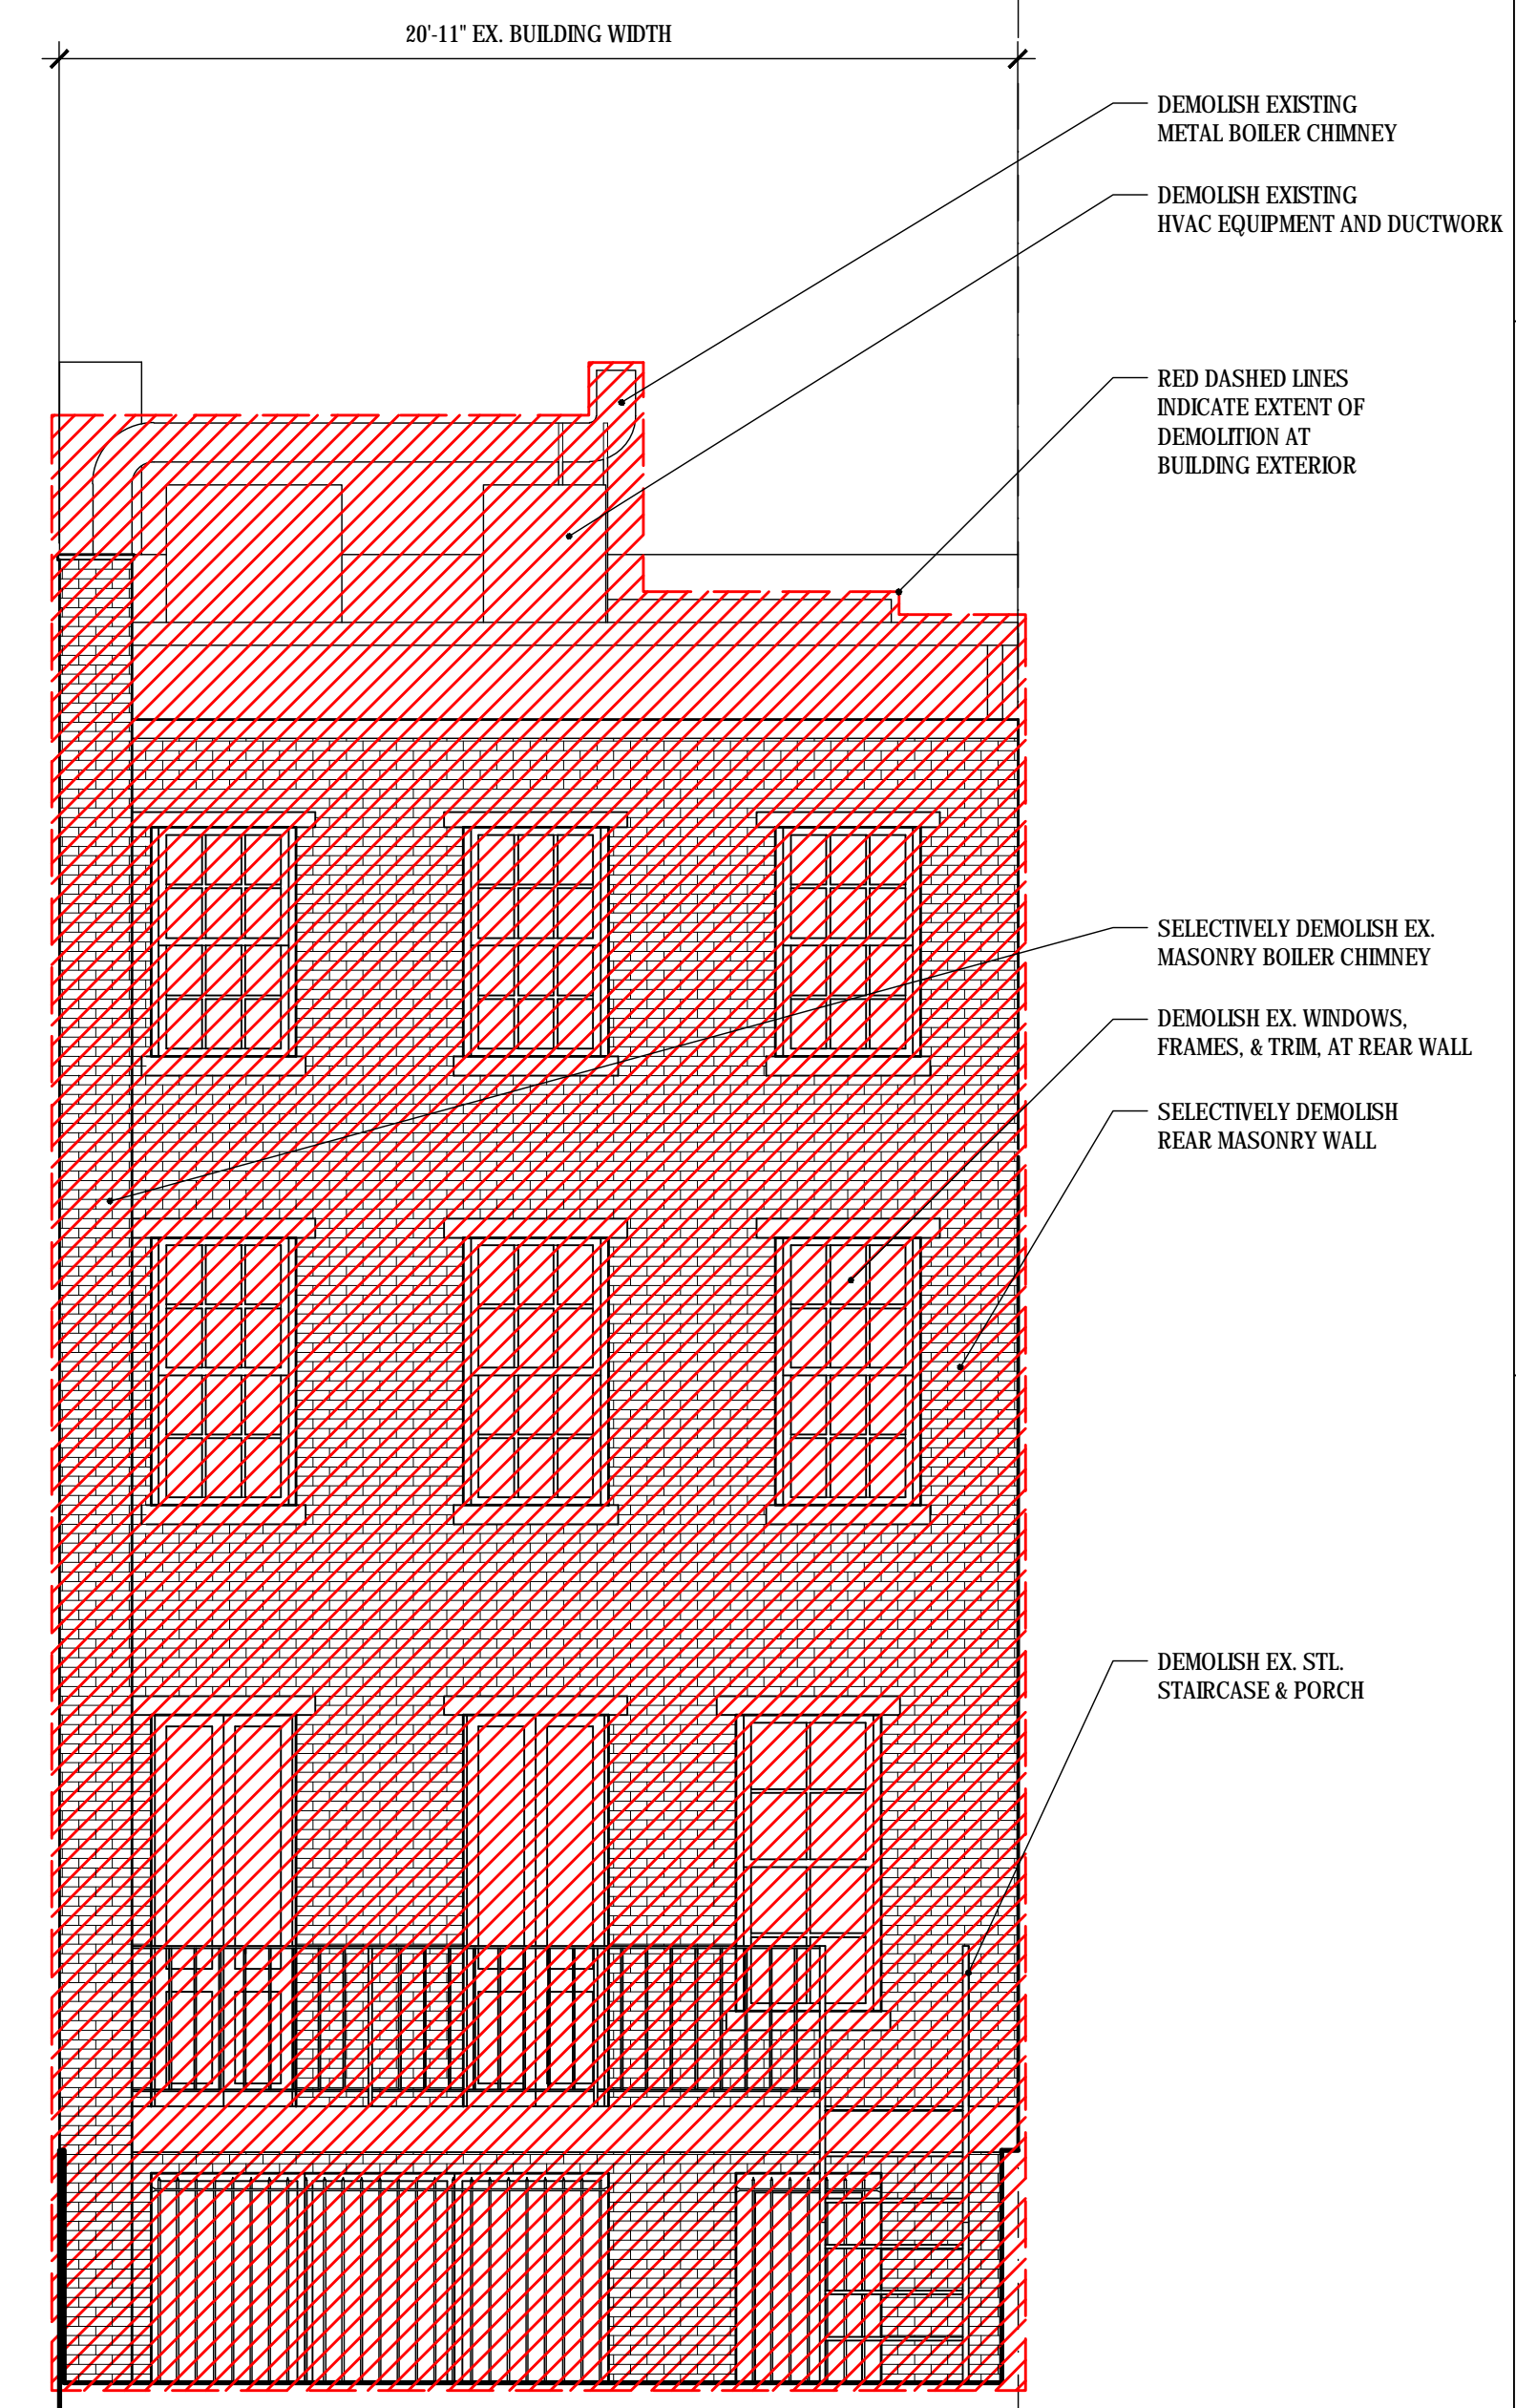 20'-11" EX. BUILDING WIDTH
DEMOLISH EXISTING
METAL BOILER CHIMNEY
DEMOLISH EXISTING
HVAC EQUIPMENT AND DUCTWORK
RED DASHED LINES
INDICATE EXTENT OF
DEMOLITION AT
BUILDING EXTERIOR
SELECTIVELY DEMOLISH EX.
MASONRY BOILER CHIMNEY
DEMOLISH EX. WINDOWS,
FRAMES, & TRIM, AT REAR WALL
SELECTIVELY DEMOLISH
REAR MASONRY WALL
DEMOLISH EX. STL.
STAIRCASE & PORCH